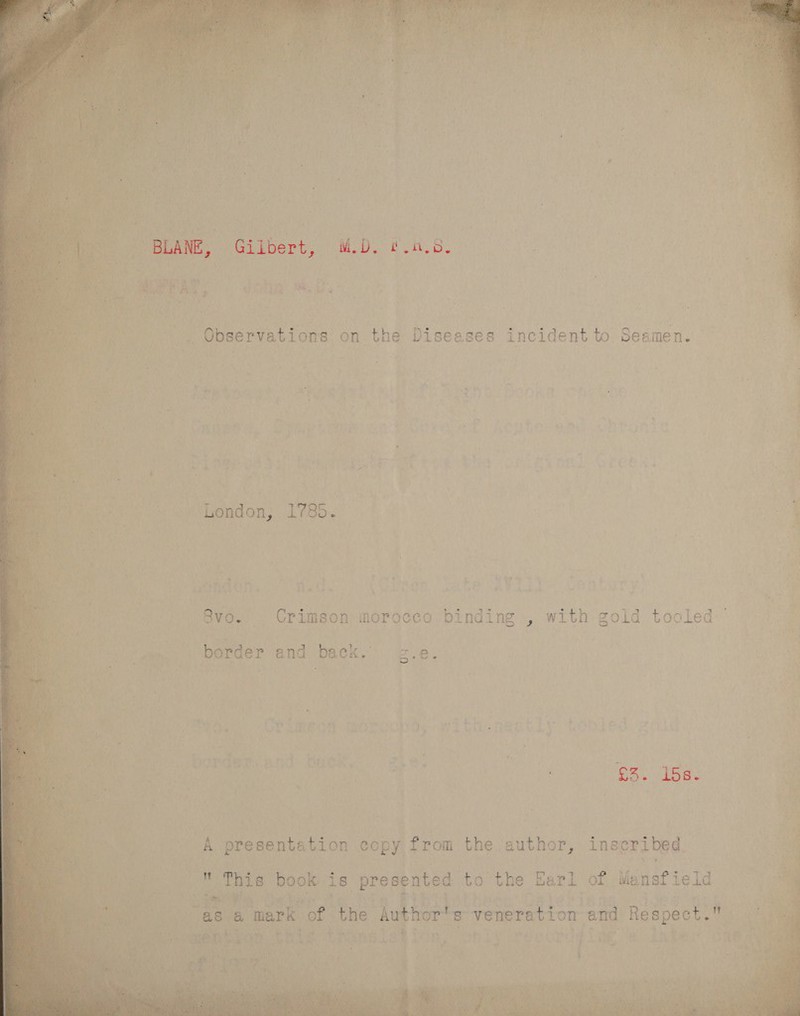 BLANE, Gilbert, M.D. F.R.S.
Observations on the Diseases incident to Seamen.
London, 1785.
8vo. Crimson morocco binding , with gold tooled
border and back. g.e.
£3. 15s.
A presentation copy from the author, inscribed
" This book is presented to the Earl of Mansfield
as a mark of the Author's veneration and Respect."